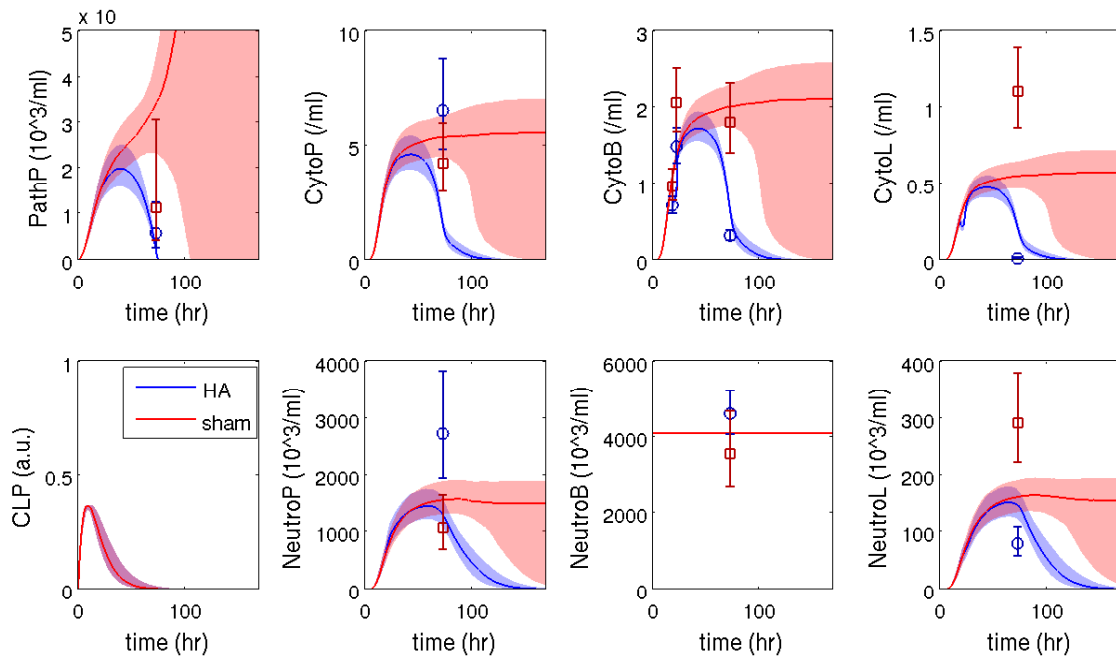 x 10
5
4
3
2
1
0
PathP (10^3/ml)
0 100
time (hr)
10
5
0
CytoP (/ml)
0 100
time (hr)
3
2
1
0
CytoB (/ml)
0 100
time (hr)
1.5
1
0.5
0
CytoL (/ml)
0 100
time (hr)
1
0.5
0
CLP (a.u.)
HA
sham
0 100
time (hr)
4000
3000
2000
1000
0
NeutroP (10^3/ml)
0 100
time (hr)
6000
4000
2000
0
NeutroB (10^3/ml)
0 100
time (hr)
400
300
200
100
0
NeutroL (10^3/ml)
0 100
time (hr)